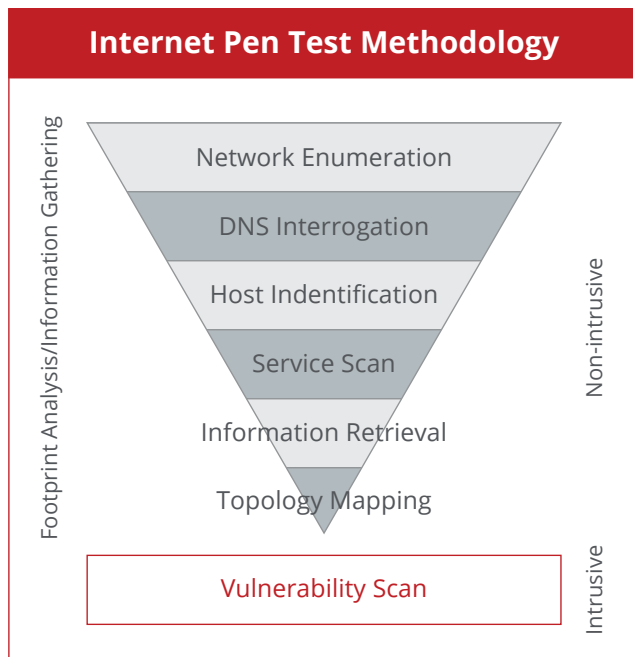 Internet Pen Test Methodology
Footprint Analysis/Information Gathering
Network Enumeration
DNS Interrogation
Host Indentification
Service Scan
Information Retrieval
Topology Mapping
Non-intrusive
Vulnerability Scan
Intrusive